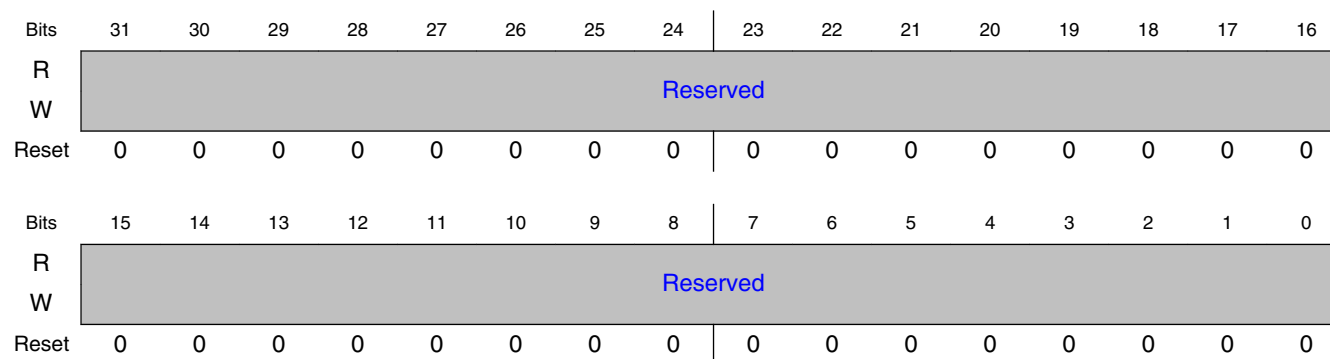 Bits 31 30 29 28 27 26 25 24 23 22 21 20 19 18 17 16
R
Reserved
W
Reset 0 0 0 0 0 0 0 0 0 0 0 0 0 0 0 0
Bits 15 14 13 12 11 10 9 8 7 6 5 4 3 2 1 0
R
Reserved
W
Reset 0 0 0 0 0 0 0 0 0 0 0 0 0 0 0 0